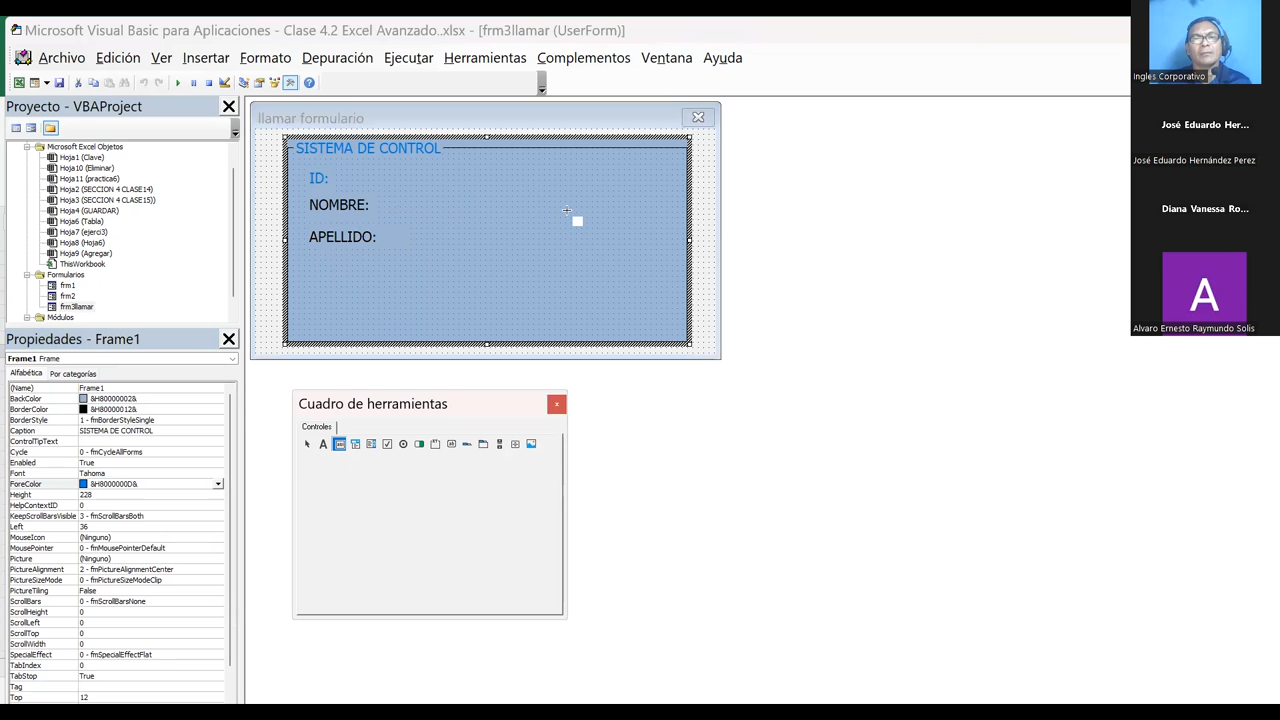 Microsoft Visual Basic para Aplicaciones - Clase 4.2 Excel Avanzado..xlsx - [frm3llamar (UserForm)]
Archivo Edición Ver Insertar Formato Depuración Ejecutar Herramientas Complementos Ventana Ayuda
Proyecto - VBAProject
Microsoft Excel Objetos
Hoja1 (Clave)
Hoja10 (Eliminar)
Hoja11 (practica6)
Hoja2 (SECCION 4 CLASE14)
Hoja3 (SECCION 4 CLASE15))
Hoja4 (GUARDAR)
Hoja6 (Tabla)
Hoja7 (ejerci3)
Hoja8 (Hoja6)
Hoja9 (Agregar)
ThisWorkbook
Formularios
frm1
frm2
frm3llamar
Módulos
Propiedades - Frame1
Frame1 Frame
Alfabética Por categorías
(Name) Frame1
BackColor &H80000002&
BorderColor &H80000012&
BorderStyle 1 - fmBorderStyleSingle
Caption SISTEMA DE CONTROL
ControlTipText
Cycle 0 - fmCycleAllForms
Enabled True
Font Tahoma
ForeColor &H8000000D&
Height 228
HelpContextID 0
KeepScrollBarsVisible 3 - fmScrollBarsBoth
Left 36
MouseIcon (Ninguno)
MousePointer 0 - fmMousePointerDefault
Picture (Ninguno)
PictureAlignment 2 - fmPictureAlignmentCenter
PictureSizeMode 0 - fmPictureSizeModeClip
PictureTiling False
ScrollBars 0 - fmScrollBarsNone
ScrollHeight 0
ScrollLeft 0
ScrollTop 0
ScrollWidth 0
SpecialEffect 0 - fmSpecialEffectFlat
TabIndex 0
TabStop True
Tag
Top 12
llamar formulario
SISTEMA DE CONTROL
ID:
NOMBRE:
APELLIDO:
Cuadro de herramientas
Controles
Ingles Corporativo
José Eduardo Her...
José Eduardo Hernández Perez
Diana Vanessa Ro...
A
Alvaro Ernesto Raymundo Solis